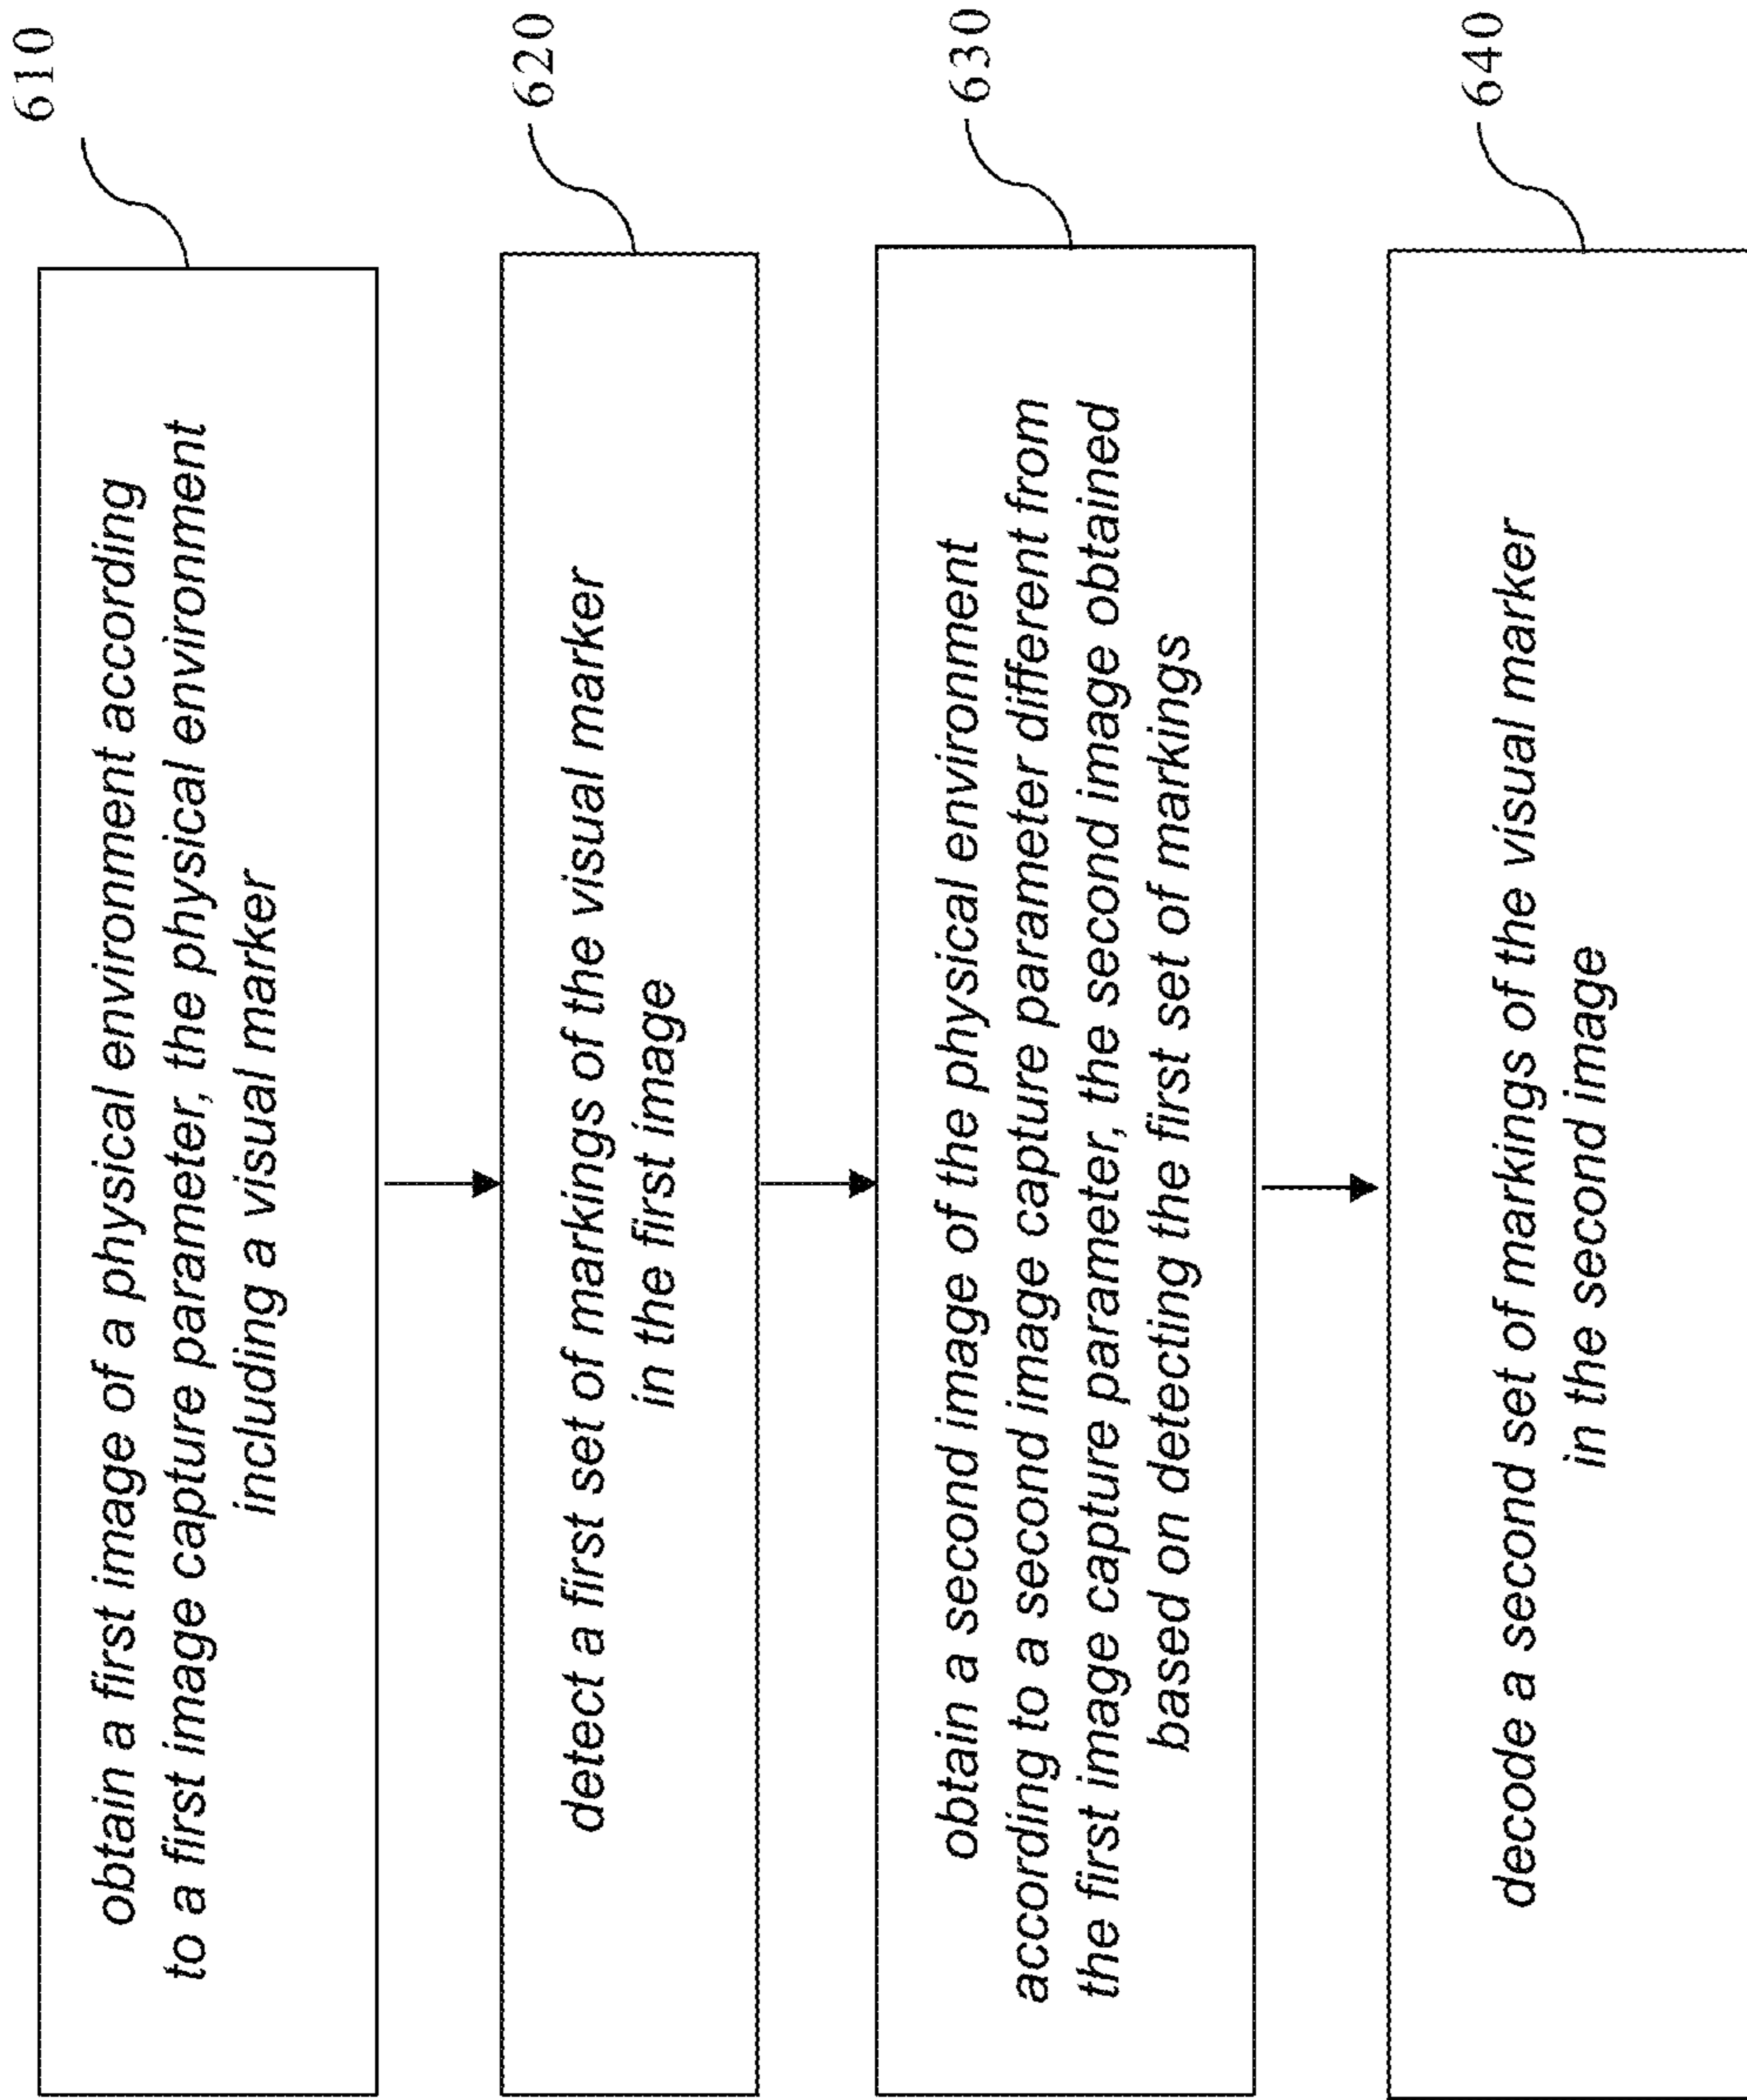 610
obtain a first image of a physical environment according
to a first image capture parameter, the physical environment
including a visual marker
620
detect a first set of markings of the visual marker
in the first image
630
obtain a second image of the physical environment
according to a second image capture parameter different from
the first image capture parameter, the second image obtained
based on detecting the first set of markings
640
decode a second set of markings of the visual marker
in the second image